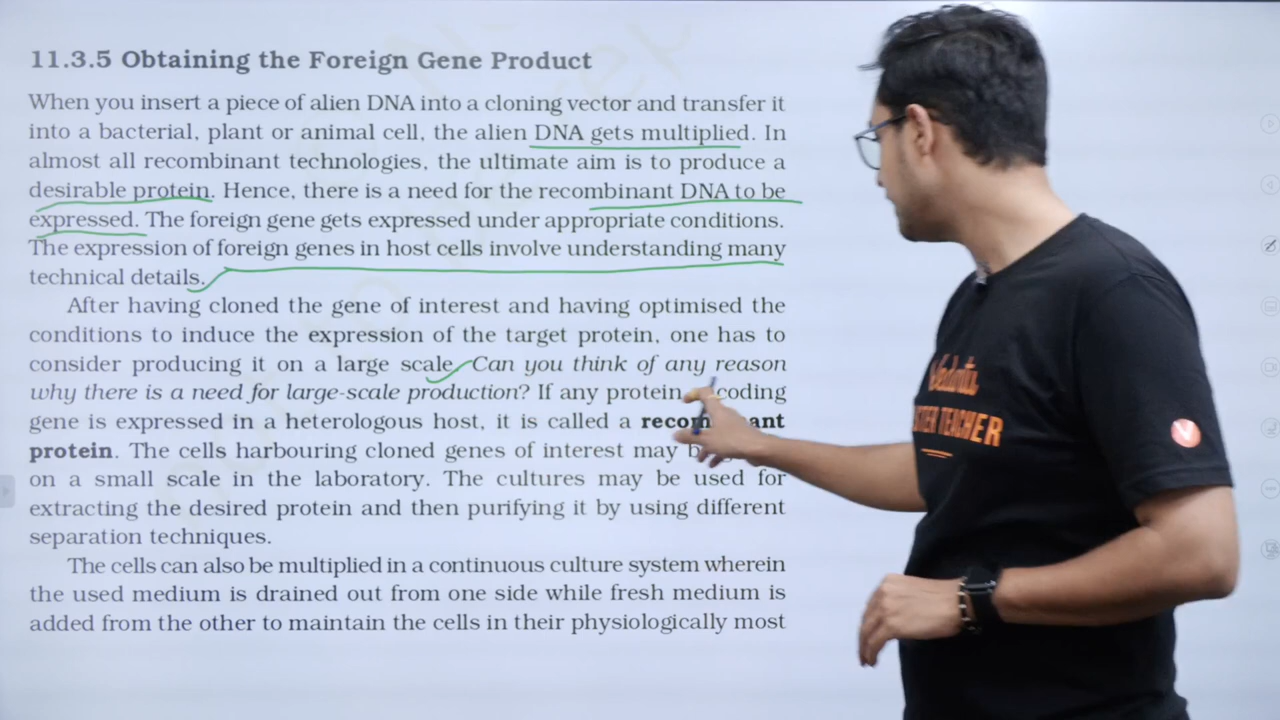 11.3.5 Obtaining the Foreign Gene Product
When you insert a piece of alien DNA into a cloning vector and transfer it
into a bacterial, plant or animal cell, the alien DNA gets multiplied. In
almost all recombinant technologies, the ultimate aim is to produce a
desirable protein. Hence, there is a need for the recombinant DNA to be
expressed. The foreign gene gets expressed under appropriate conditions.
The expression of foreign genes in host cells involve understanding many
technical details.
After having cloned the gene of interest and having optimised the
conditions to induce the expression of the target protein, one has to
consider producing it on a large scale. Can you think of any reason
why there is a need for large-scale production? If any protein coding
gene is expressed in a heterologous host, it is called a
protein. The cells harbouring cloned genes of interest may
on a small scale in the laboratory. The cultures may be used for
extracting the desired protein and then purifying it by using different
separation techniques.
The cells can also be multiplied in a continuous culture system wherein
the used medium is drained out from one side while fresh medium is
added from the other to maintain the cells in their physiologically most
Vedantu
TEACHER
V